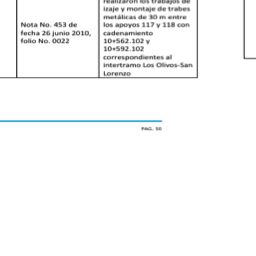 realizaron los trabajos de
izaje y montaje de trabes
metálicas de 30 m entre
los apoyos 117 y 118 con
cadenamiento
10+562.102 y
10+592.102
correspondientes al
intertramo Los Olivos-San
Lorenzo
Nota No. 453 de
fecha 26 junio 2010,
folio No. 0022
PAG. 50